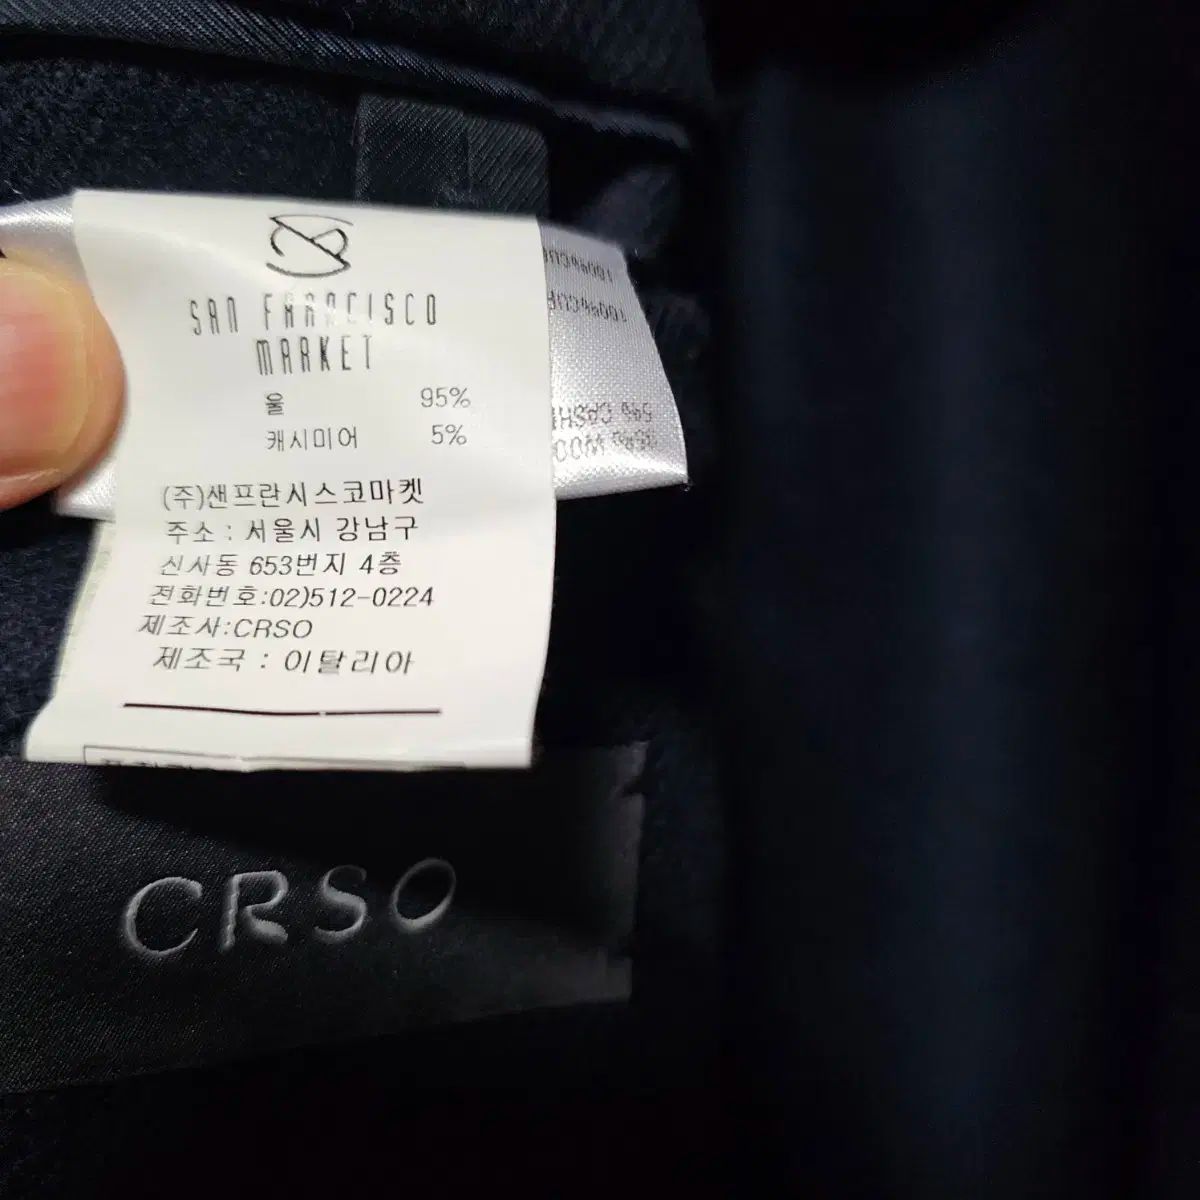 SAN FRANCISCO
MARKET
울 95%
캐시미어 5%
(주)샌프란시스코마켓
주소 : 서울시 강남구
신사동 653번지 4층
전화번호:02)512-0224
제조사:CRSO
제조국 : 이탈리아
CRSO